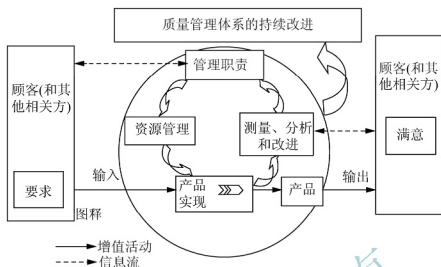 质量管理体系的持续改进
顾客(和其
他相关方)
管理职责
顾客(和其
他相关方)
资源管理
测量、分析
和改进
满意
要求
输入
产品
实现
产品
输出
图释
增值活动
信息流